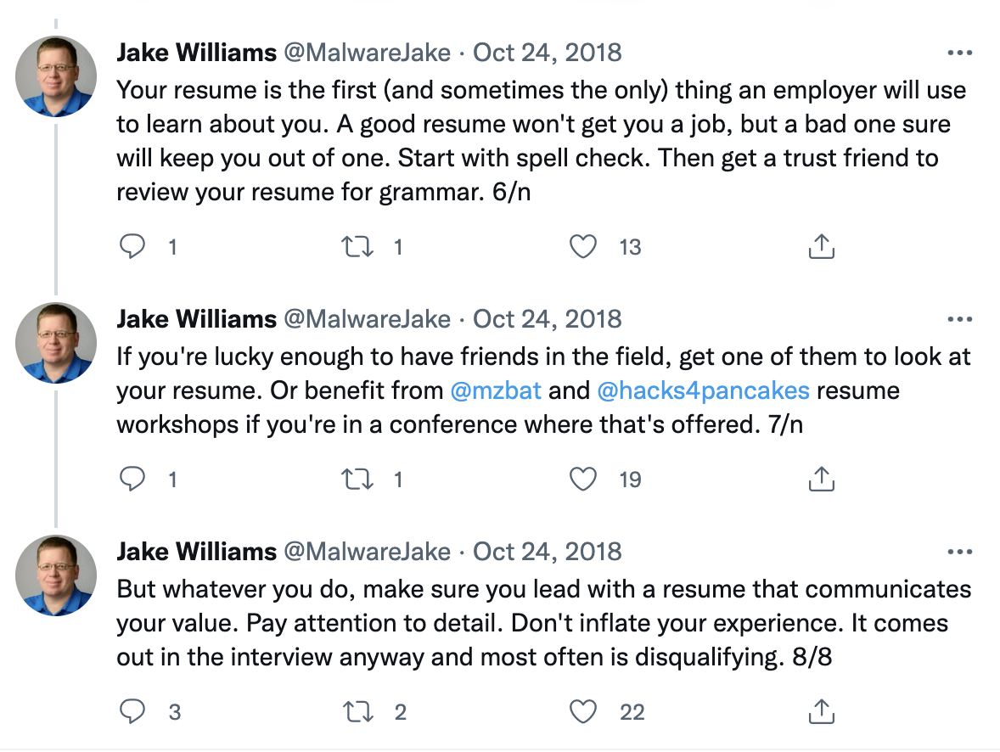 Jake Williams @MalwareJake · Oct 24, 2018
Your resume is the first (and sometimes the only) thing an employer will use
to learn about you. A good resume won't get you a job, but a bad one sure
will keep you out of one. Start with spell check. Then get a trust friend to
review your resume for grammar. 6/n
1 1 13
Jake Williams @MalwareJake · Oct 24, 2018
If you're lucky enough to have friends in the field, get one of them to look at
your resume. Or benefit from @mzbat and @hacks4pancakes resume
workshops if you're in a conference where that's offered. 7/n
1 1 19
Jake Williams @MalwareJake · Oct 24, 2018
But whatever you do, make sure you lead with a resume that communicates
your value. Pay attention to detail. Don't inflate your experience. It comes
out in the interview anyway and most often is disqualifying. 8/8
3 2 22